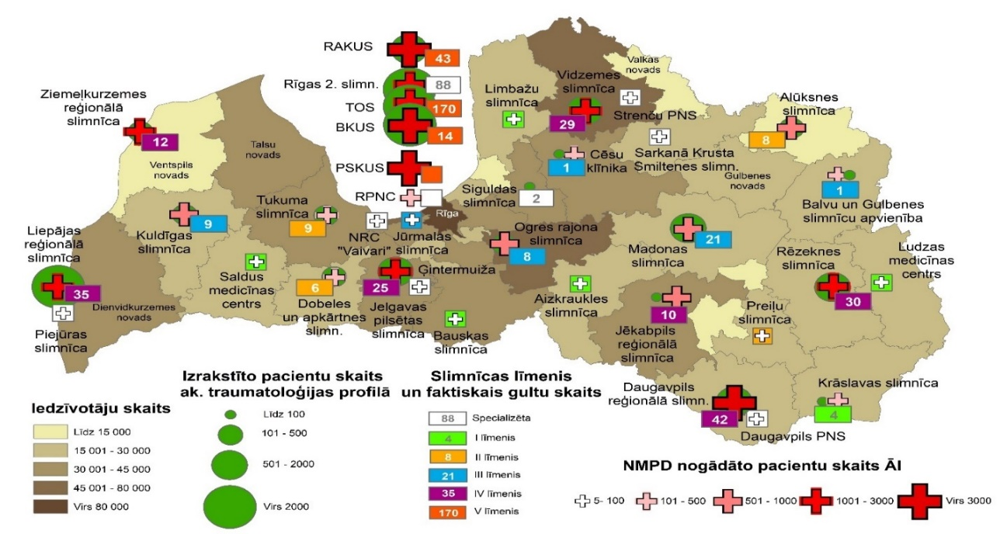 RAKUS
43
Rīgas 2. slimn.
88
TOS
170
BKUS
14
PSKUS
RPNC
Ziemeļkurzemes
reģionālā
slimnīca
12
Ventspils
novads
Talsu
novads
Limbažu
slimnīca
Vidzemes
slimnīca
29
Valkas
novads
Strenču PNS
Alūksnes
slimnīca
8
Cēsu
klīnika
1
Sarkanā Krusta
Smiltenes slimn.
Gulbenes
novads
1
Balvu un Gulbenes
slimnīcu apvienība
Siguldas
slimnīca
2
Rīga
Tukuma
slimnīca
9
Kuldīgas
slimnīca
9
NRC
"Vaivari"
Jūrmalas
slimnīca
Ogres rajona
slimnīca
8
Madonas
slimnīca
21
Rēzeknes
slimnīca
30
Ludzas
medicīnas
centrs
Liepājas
reģionālā
slimnīca
35
Dienvidkurzemes
novads
Piejūras
slimnīca
Saldus
medicīnas
centrs
6
Dobeles
un apkārtnes
slimn.
Ģintermuiža
25
Jelgavas
pilsētas
slimnīca
Bauskas
slimnīca
Aizkraukles
slimnīca
10
Jēkabpils
reģionālā
slimnīca
Preiļu
slimnīca
Daugavpils
reģionālā slimn.
42
Daugavpils PNS
Krāslavas slimnīca
4
Iedzīvotāju skaits
Līdz 15 000
15 001 - 30 000
30 001 - 45 000
45 001 - 80 000
Virs 80 000
Izrakstīto pacientu skaits
ak. traumatoloģijas profilā
Līdz 100
101 - 500
501 - 2000
Virs 2000
Slimnīcas līmenis
un faktiskais gultu skaits
88 Specializēta
4 I līmenis
8 II līmenis
21 III līmenis
35 IV līmenis
170 V līmenis
NMPD nogādāto pacientu skaits ĀI
5- 100
101 - 500
501 - 1000
1001 - 3000
Virs 3000